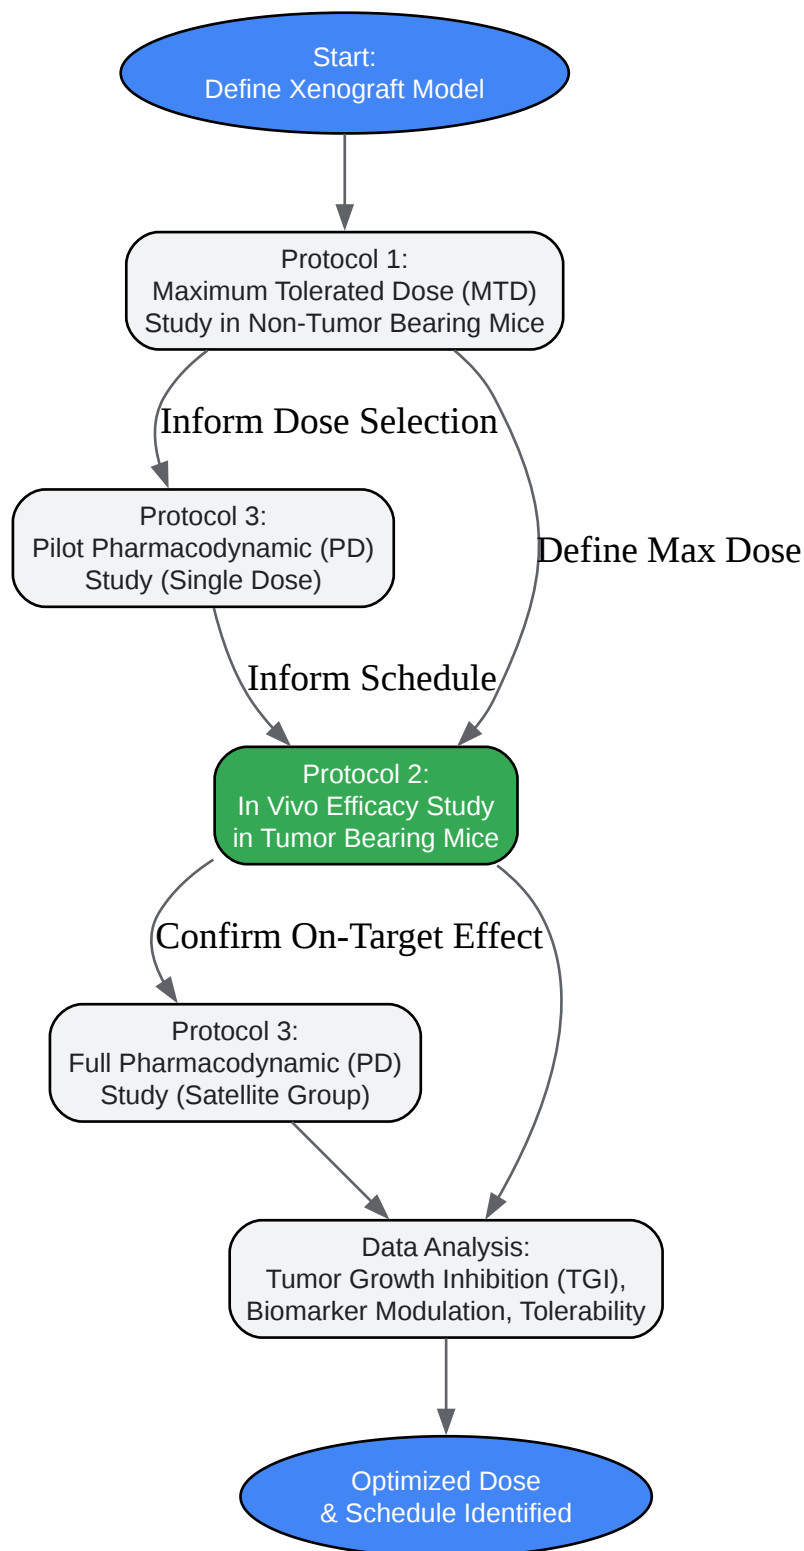 Start:
Define Xenograft Model
Protocol 1:
Maximum Tolerated Dose (MTD)
Study in Non-Tumor Bearing Mice
Inform Dose Selection
Protocol 3:
Pilot Pharmacodynamic (PD)
Study (Single Dose)
Define Max Dose
Inform Schedule
Protocol 2:
In Vivo Efficacy Study
in Tumor Bearing Mice
Confirm On-Target Effect
Protocol 3:
Full Pharmacodynamic (PD)
Study (Satellite Group)
Data Analysis:
Tumor Growth Inhibition (TGI),
Biomarker Modulation, Tolerability
Optimized Dose
& Schedule Identified